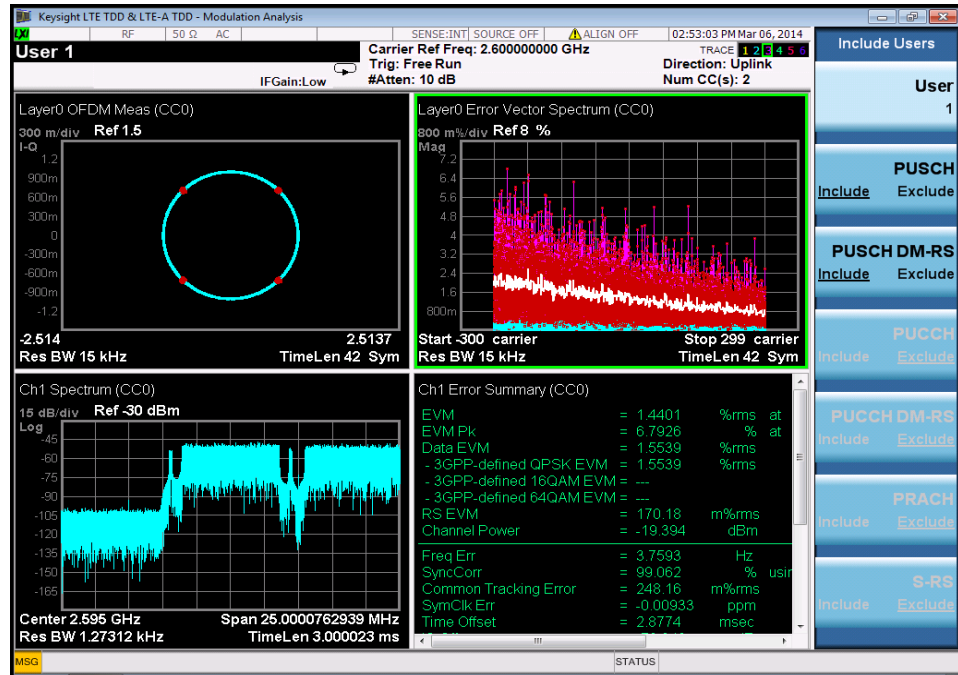 Keysight LTE TDD & LTE-A TDD - Modulation Analysis
LXI RF 50 Ω AC SENSE:INT SOURCE OFF ALIGN OFF 02:53:03 PM Mar 06, 2014
User 1
Carrier Ref Freq: 2.600000000 GHz
TRACE 1 2 3 4 5 6
Trig: Free Run
Direction: Uplink
IFGain:Low
#Atten: 10 dB
Num CC(s): 2
Layer0 OFDM Meas (CC0)
300 m/div Ref 1.5
I-Q
1.2
900m
600m
300m
0
-300m
-600m
-900m
-1.2
-2.514 2.5137
Res BW 15 kHz TimeLen 42 Sym
Layer0 Error Vector Spectrum (CC0)
800 m%/div Ref 8 %
Mag
7.2
6.4
5.6
4.8
4
3.2
2.4
1.6
800m
Start -300 carrier Stop 299 carrier
Res BW 15 kHz TimeLen 42 Sym
Ch1 Spectrum (CC0)
15 dB/div Ref -30 dBm
Log
-45
-60
-75
-90
-105
-120
-135
-150
-165
Center 2.595 GHz Span 25.0000762939 MHz
Res BW 1.27312 kHz TimeLen 3.000023 ms
Ch1 Error Summary (CC0)
EVM = 1.4401 %rms at
EVM Pk = 6.7926 % at
Data EVM = 1.5539 %rms
- 3GPP-defined QPSK EVM = 1.5539 %rms
- 3GPP-defined 16QAM EVM = ---
- 3GPP-defined 64QAM EVM = ---
RS EVM = 170.18 m%rms
Channel Power = -19.394 dBm
Freq Err = 3.7593 Hz
SyncCorr = 99.062 % usin
Common Tracking Error = 248.16 m%rms
SymClk Err = -0.00933 ppm
Time Offset = 2.8774 msec
Include Users
User
1
PUSCH
Include Exclude
PUSCH DM-RS
Include Exclude
PUCCH
Include Exclude
PUCCH DM-RS
Include Exclude
PRACH
Include Exclude
S-RS
Include Exclude
MSG STATUS